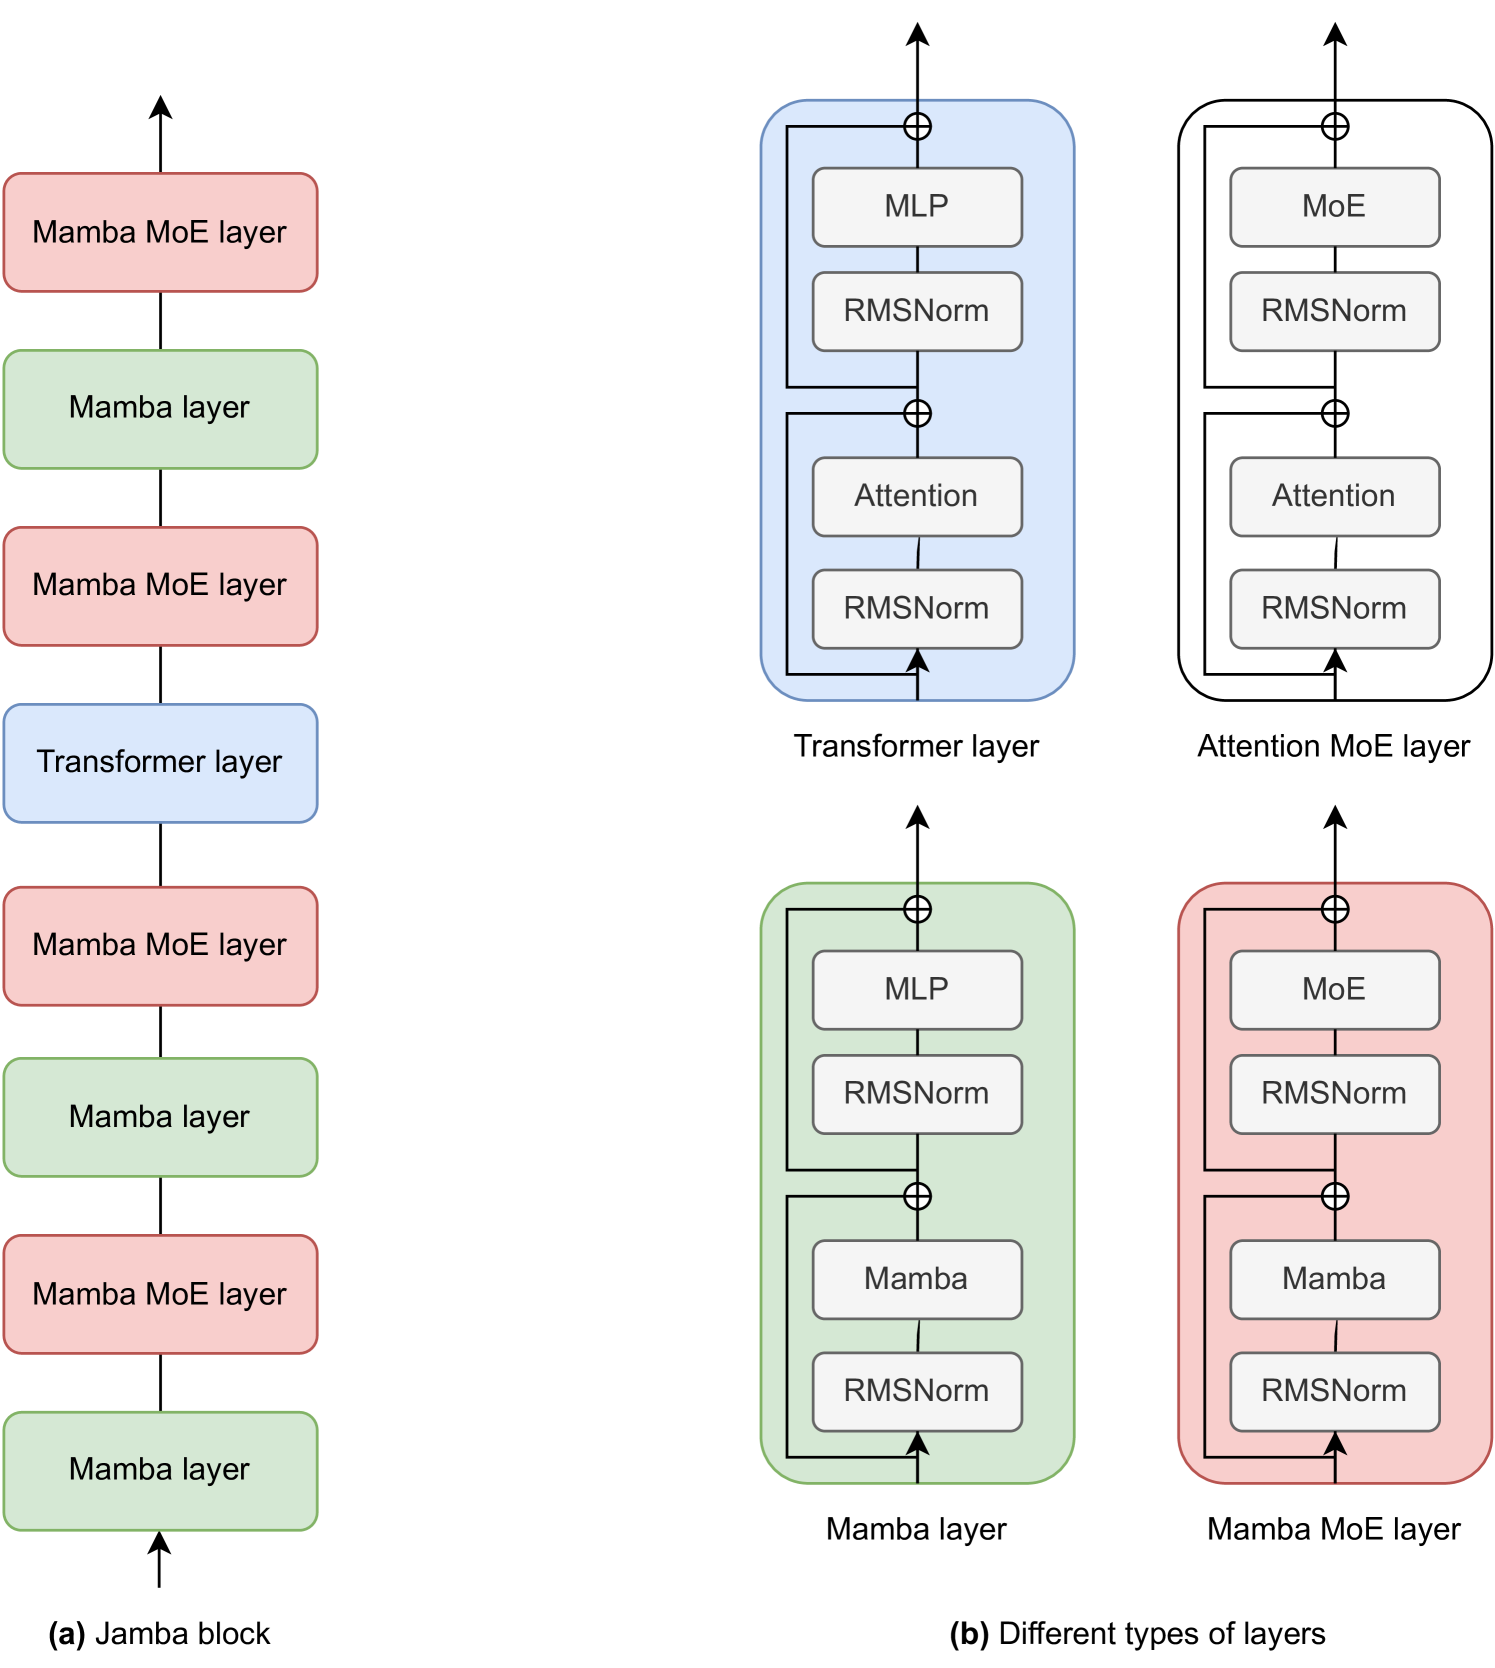 Mamba MoE layer
Mamba layer
Mamba MoE layer
Transformer layer
Mamba MoE layer
Mamba layer
Mamba MoE layer
Mamba layer
(a) Jamba block
MLP
RMSNorm
Attention
RMSNorm
Transformer layer
MoE
RMSNorm
Attention
RMSNorm
Attention MoE layer
MLP
RMSNorm
Mamba
RMSNorm
Mamba layer
MoE
RMSNorm
Mamba
RMSNorm
Mamba MoE layer
(b) Different types of layers